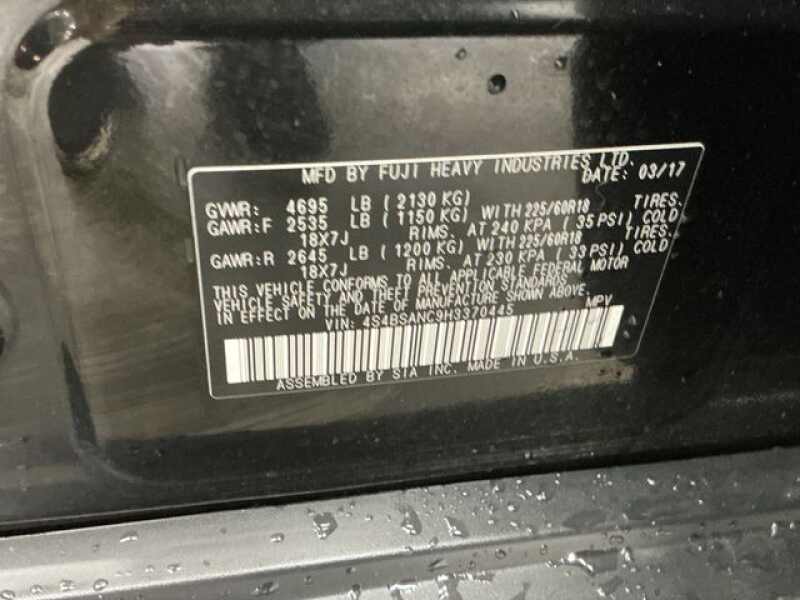 MFD BY FUJI HEAVY INDUSTRIES LTD.
DATE: 03/17
GVWR: 4695 LB ( 2130 KG)
GAWR:F 2535 LB ( 1150 KG) WITH 225/60R18 TIRES.
18X7J RIMS. AT 240 KPA ( 35 PSI) COLD
GAWR:R 2645 LB ( 1200 KG) WITH 225/60R18 TIRES.
18X7J RIMS. AT 230 KPA ( 33 PSI) COLD
THIS VEHICLE CONFORMS TO ALL APPLICABLE FEDERAL MOTOR
VEHICLE SAFETY AND THEFT PREVENTION STANDARDS
IN EFFECT ON THE DATE OF MANUFACTURE SHOWN ABOVE.
VIN: 4S4BSANC9H3370445 MPV
ASSEMBLED BY SIA INC. MADE IN U.S.A.